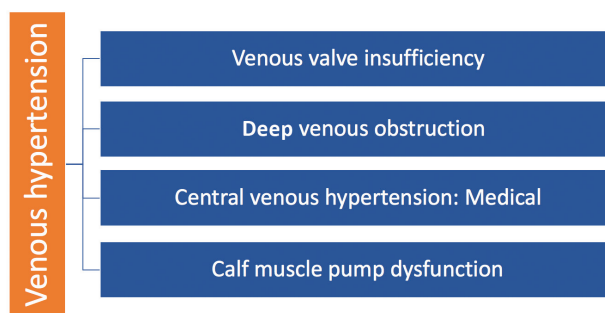 Venous hypertension
Venous valve insufficiency
Deep venous obstruction
Central venous hypertension: Medical
Calf muscle pump dysfunction